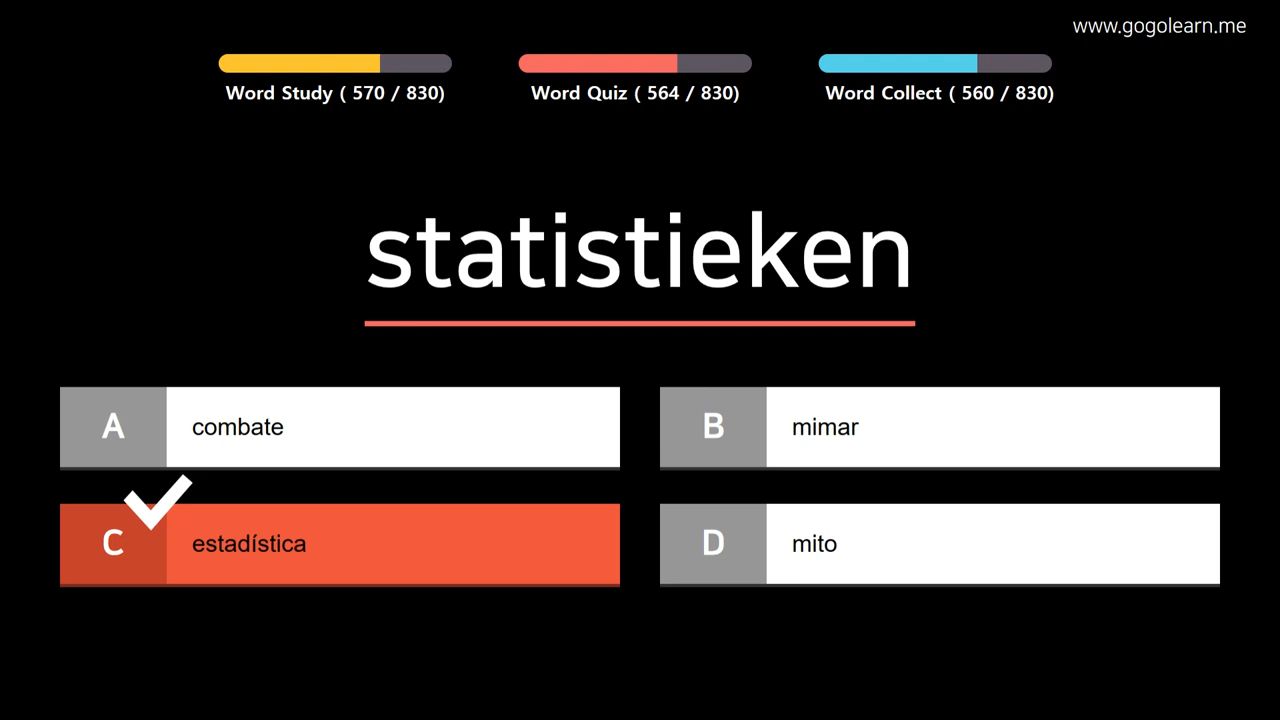 www.gogolearn.me
Word Study ( 570 / 830)
Word Quiz ( 564 / 830)
Word Collect ( 560 / 830)
statistieken
A combate
B mimar
C estadística
D mito